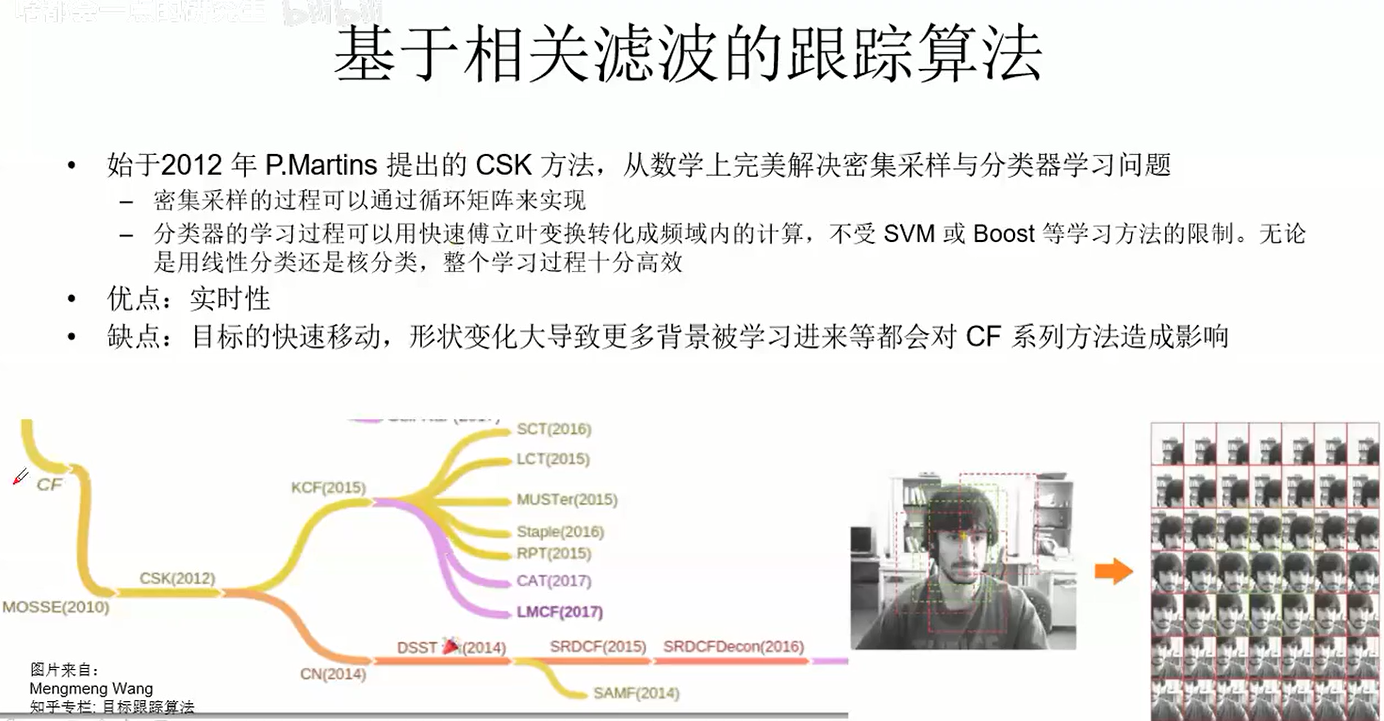 bilibili
基于相关滤波的跟踪算法
• 始于2012 年 P.Martins 提出的 CSK 方法，从数学上完美解决密集采样与分类器学习问题
– 密集采样的过程可以通过循环矩阵来实现
– 分类器的学习过程可以用快速傅立叶变换转化成频域内的计算，不受 SVM 或 Boost 等学习方法的限制。无论
是用线性分类还是核分类，整个学习过程十分高效
• 优点：实时性
• 缺点：目标的快速移动，形状变化大导致更多背景被学习进来等都会对 CF 系列方法造成影响
SCT(2016)
LCT(2015)
CF
KCF(2015)
MUSTer(2015)
Staple(2016)
RPT(2015)
CSK(2012)
CAT(2017)
MOSSE(2010)
LMCF(2017)
DSST (2014)
SRDCF(2015)
SRDCFDecon(2016)
CN(2014)
SAMF(2014)
图片来自：
Mengmeng Wang
知乎专栏: 目标跟踪算法